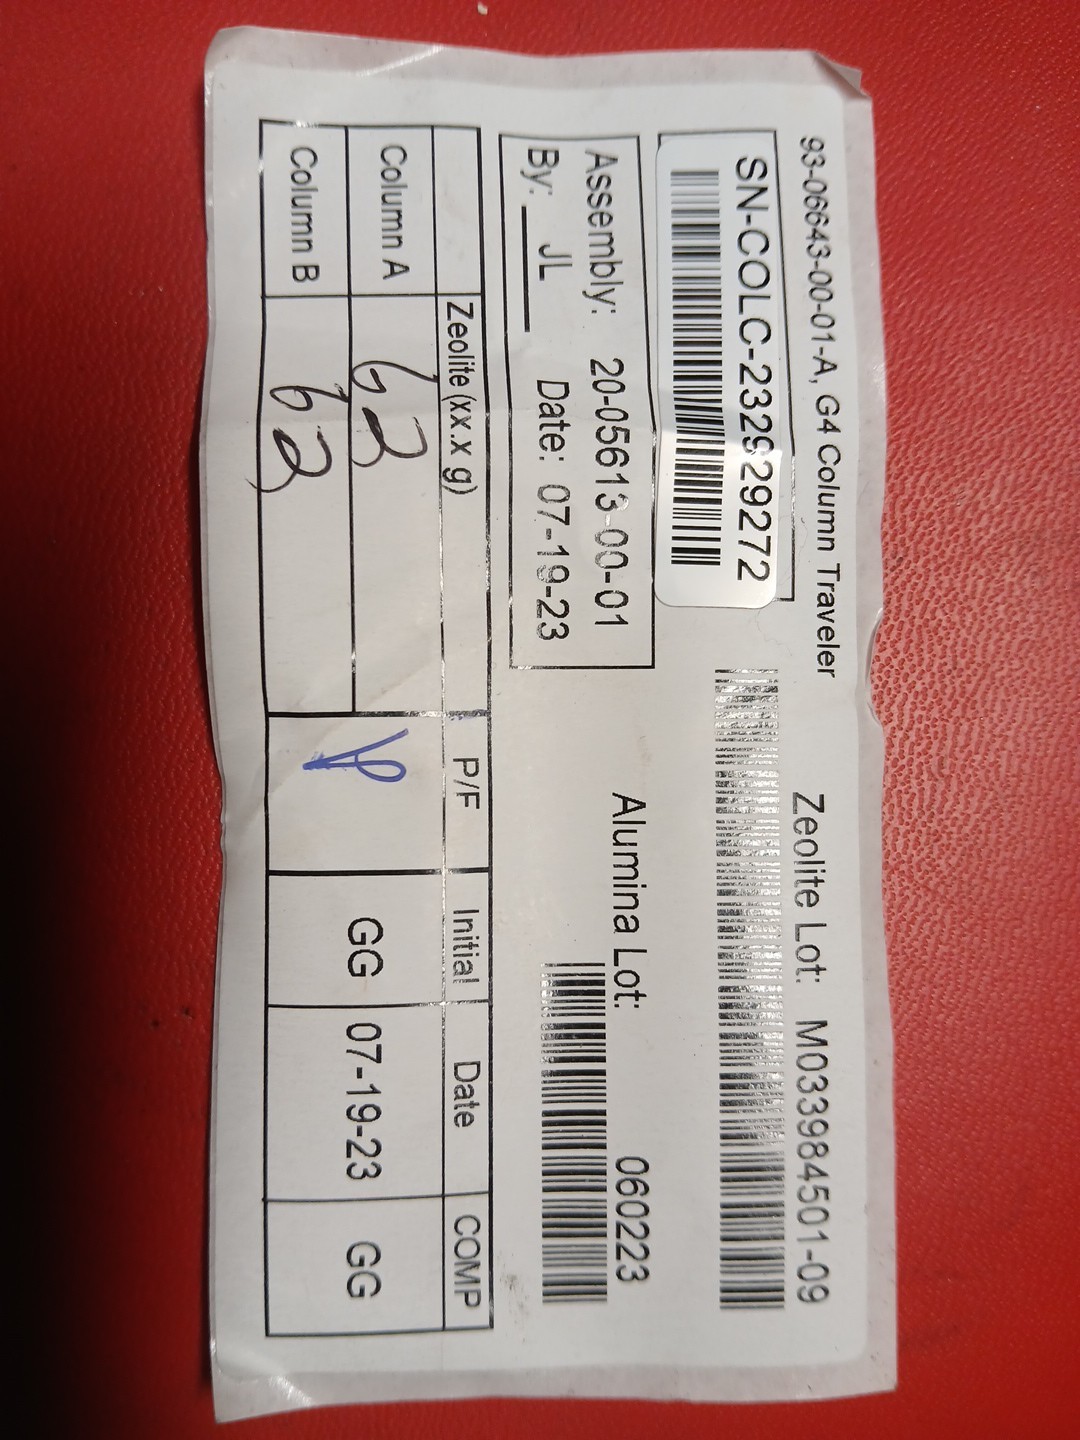 93-06643-00-01-A, G4 Column Traveler
SN-COLC-232929272
Zeolite Lot: M033984501-09
Assembly: 20-05613-00-01
By: JL Date: 07-19-23
Alumina Lot: 060223
Zeolite (xx.x g) P/F Initial Date COMP
Column A 62 P GG 07-19-23 GG
Column B 62